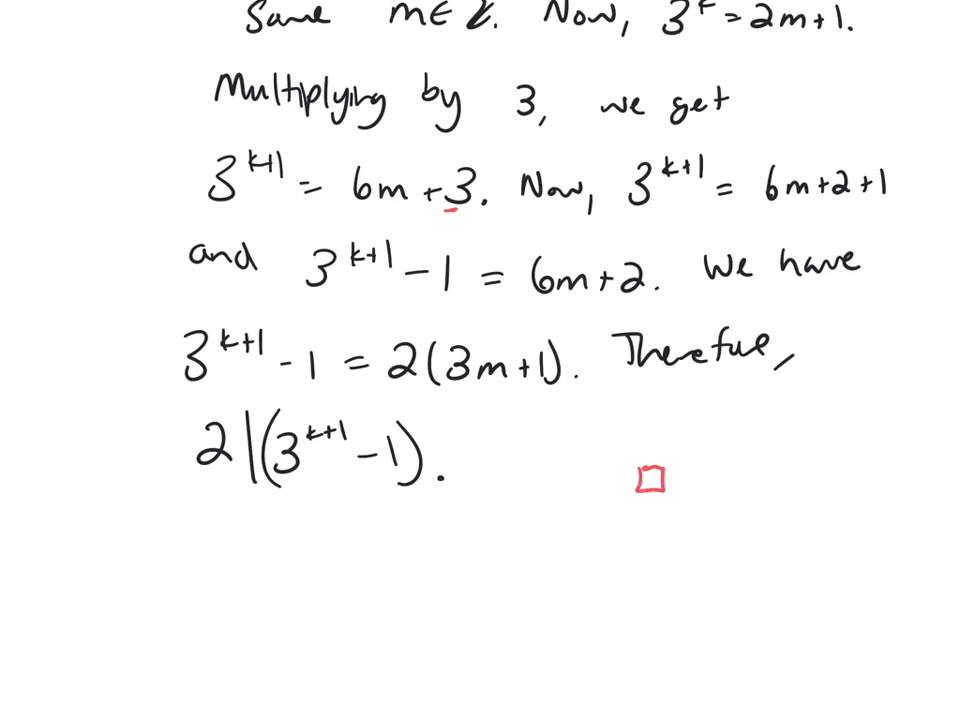 Some m∈ℤ. Now, 3^k = 2m+1.
Multiplying by 3, we get
3^{k+1} = 6m+3. Now, 3^{k+1} = 6m+2+1
and 3^{k+1} - 1 = 6m+2. We have
3^{k+1} - 1 = 2(3m+1). Therefore,
2|(3^{k+1} - 1). □